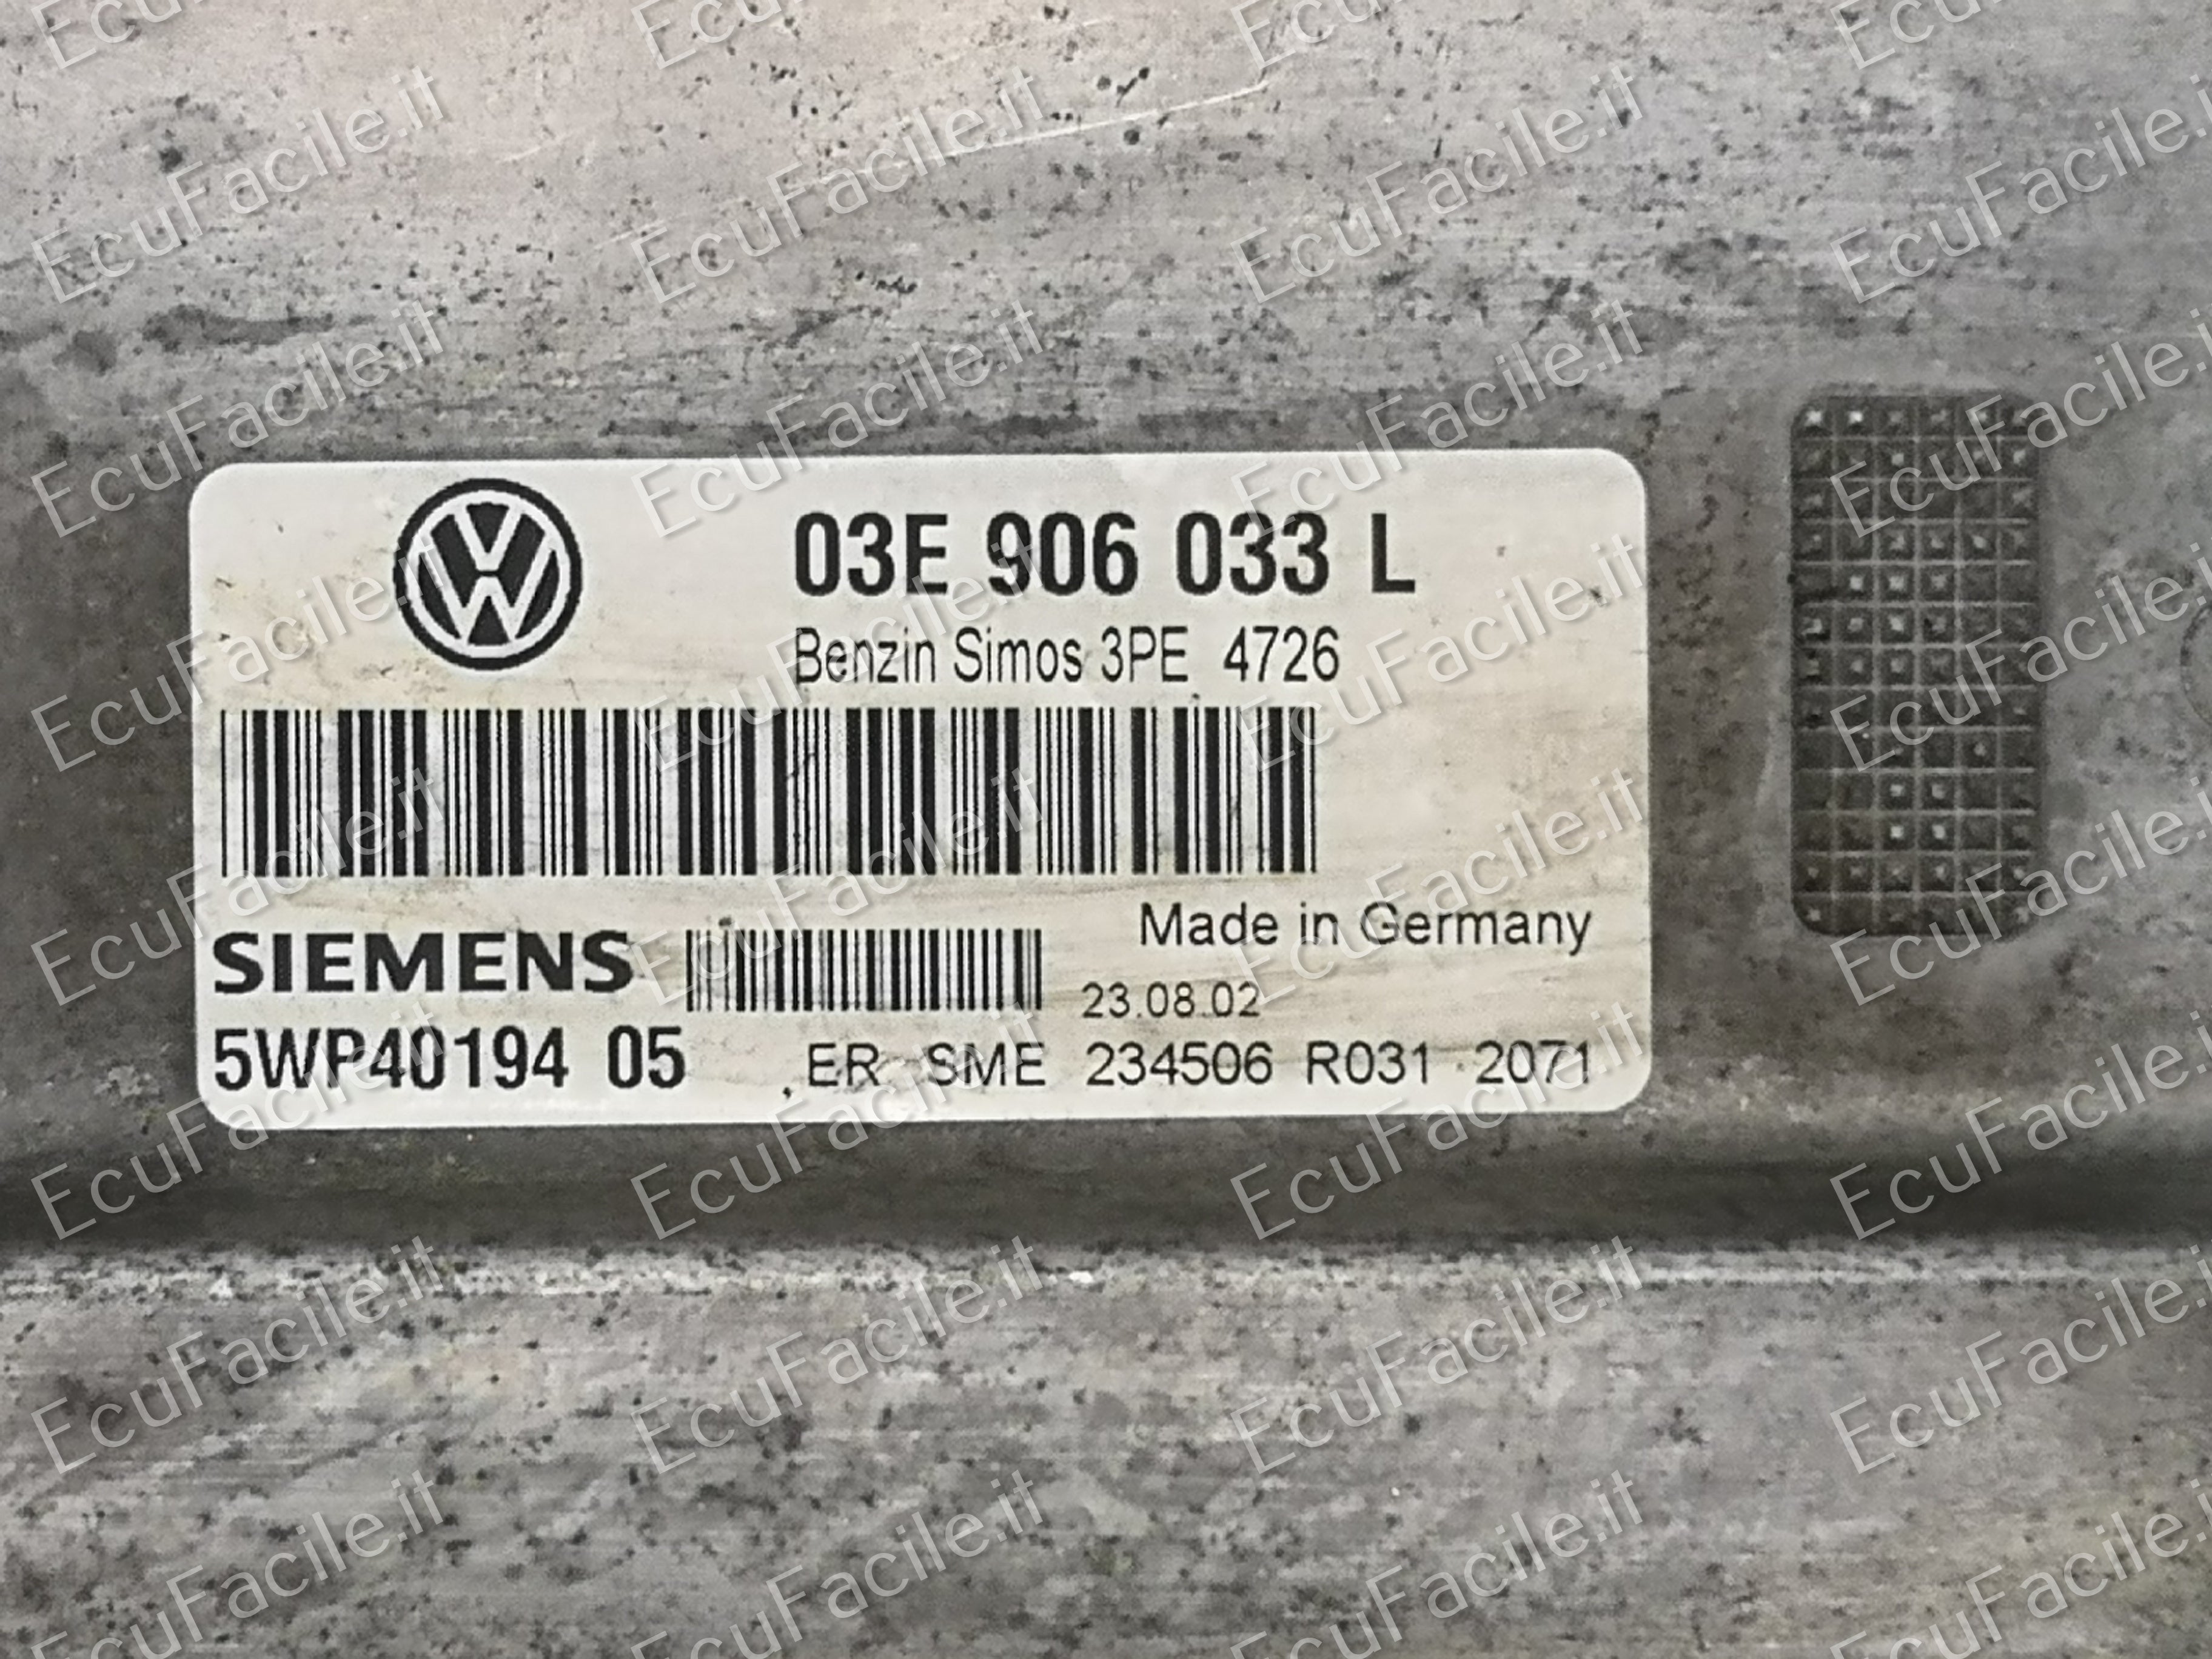 03E 906 033 L
Benzin Simos 3PE 4726
SIEMENS
Made in Germany
23.08.02
5WP40194 05
ER SME 234506 R031 2071
EcuFacile.it